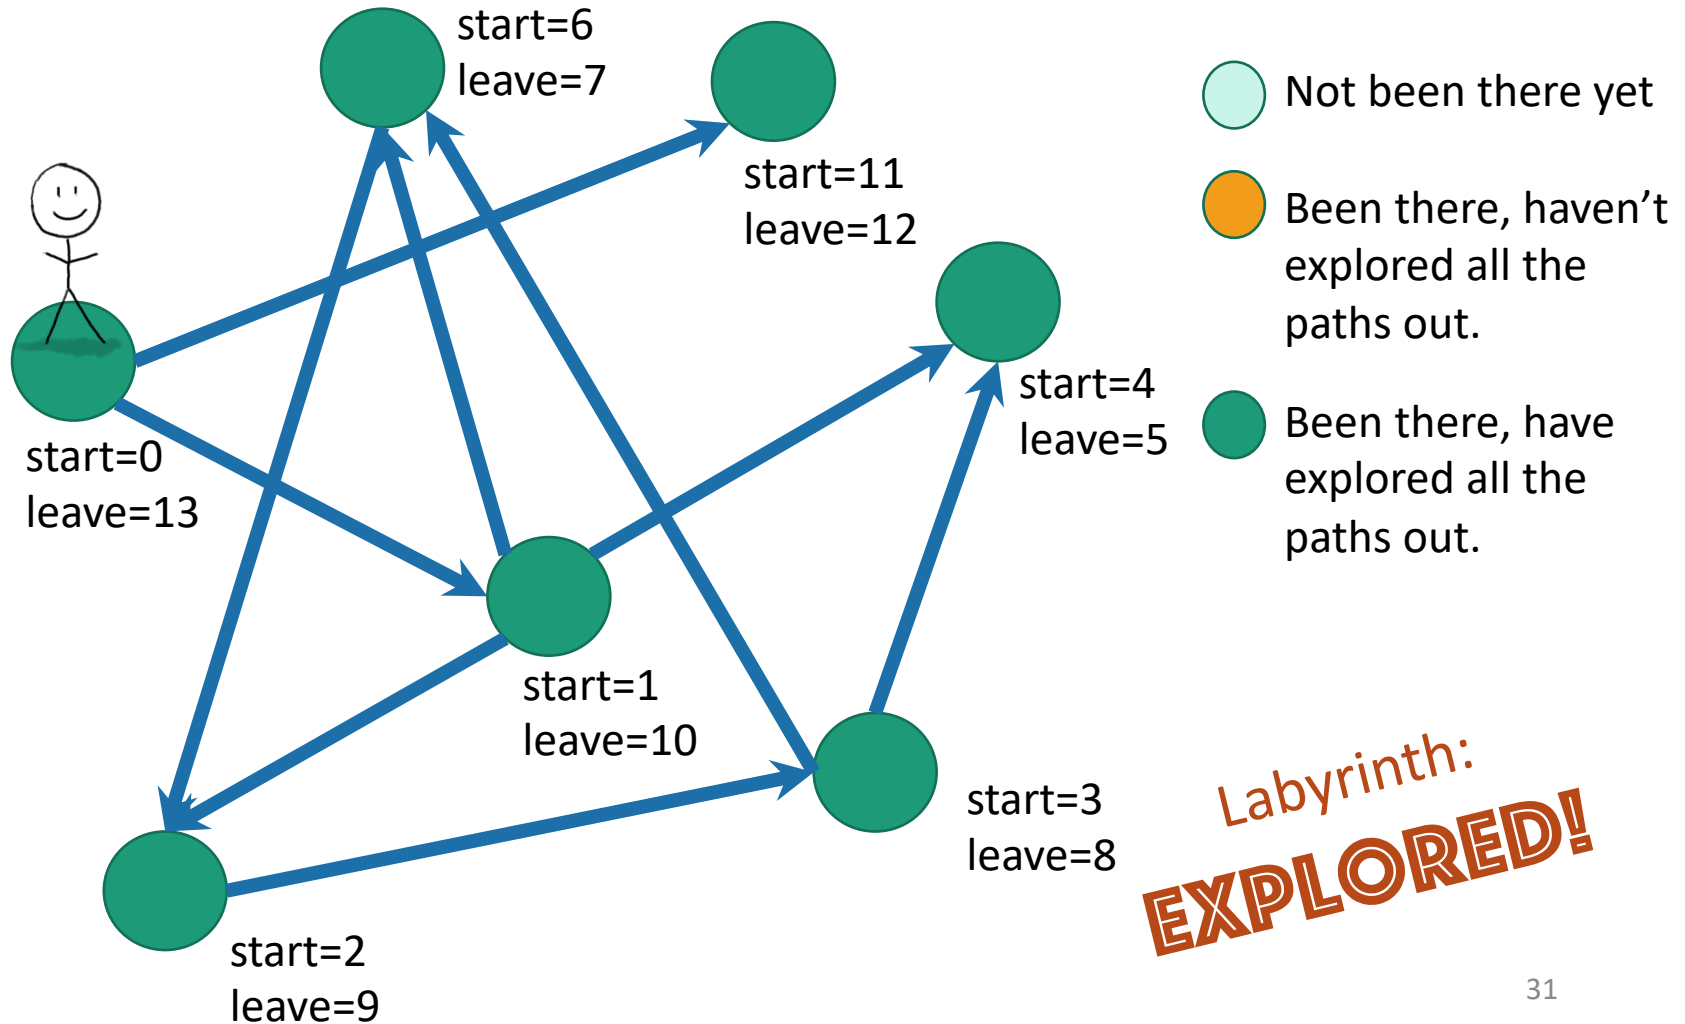 start=6
leave=7
start=11
leave=12
start=4
leave=5
start=0
leave=13
start=1
leave=10
start=3
leave=8
start=2
leave=9
Not been there yet
Been there, haven’t
explored all the
paths out.
Been there, have
explored all the
paths out.
Labyrinth:
EXPLORED!
31